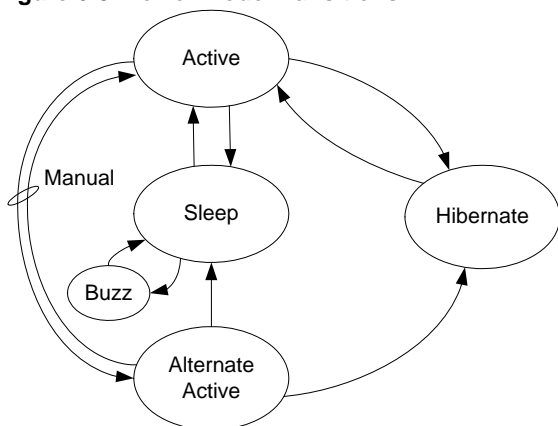 Active
Manual
Sleep
Hibernate
Buzz
Alternate
Active